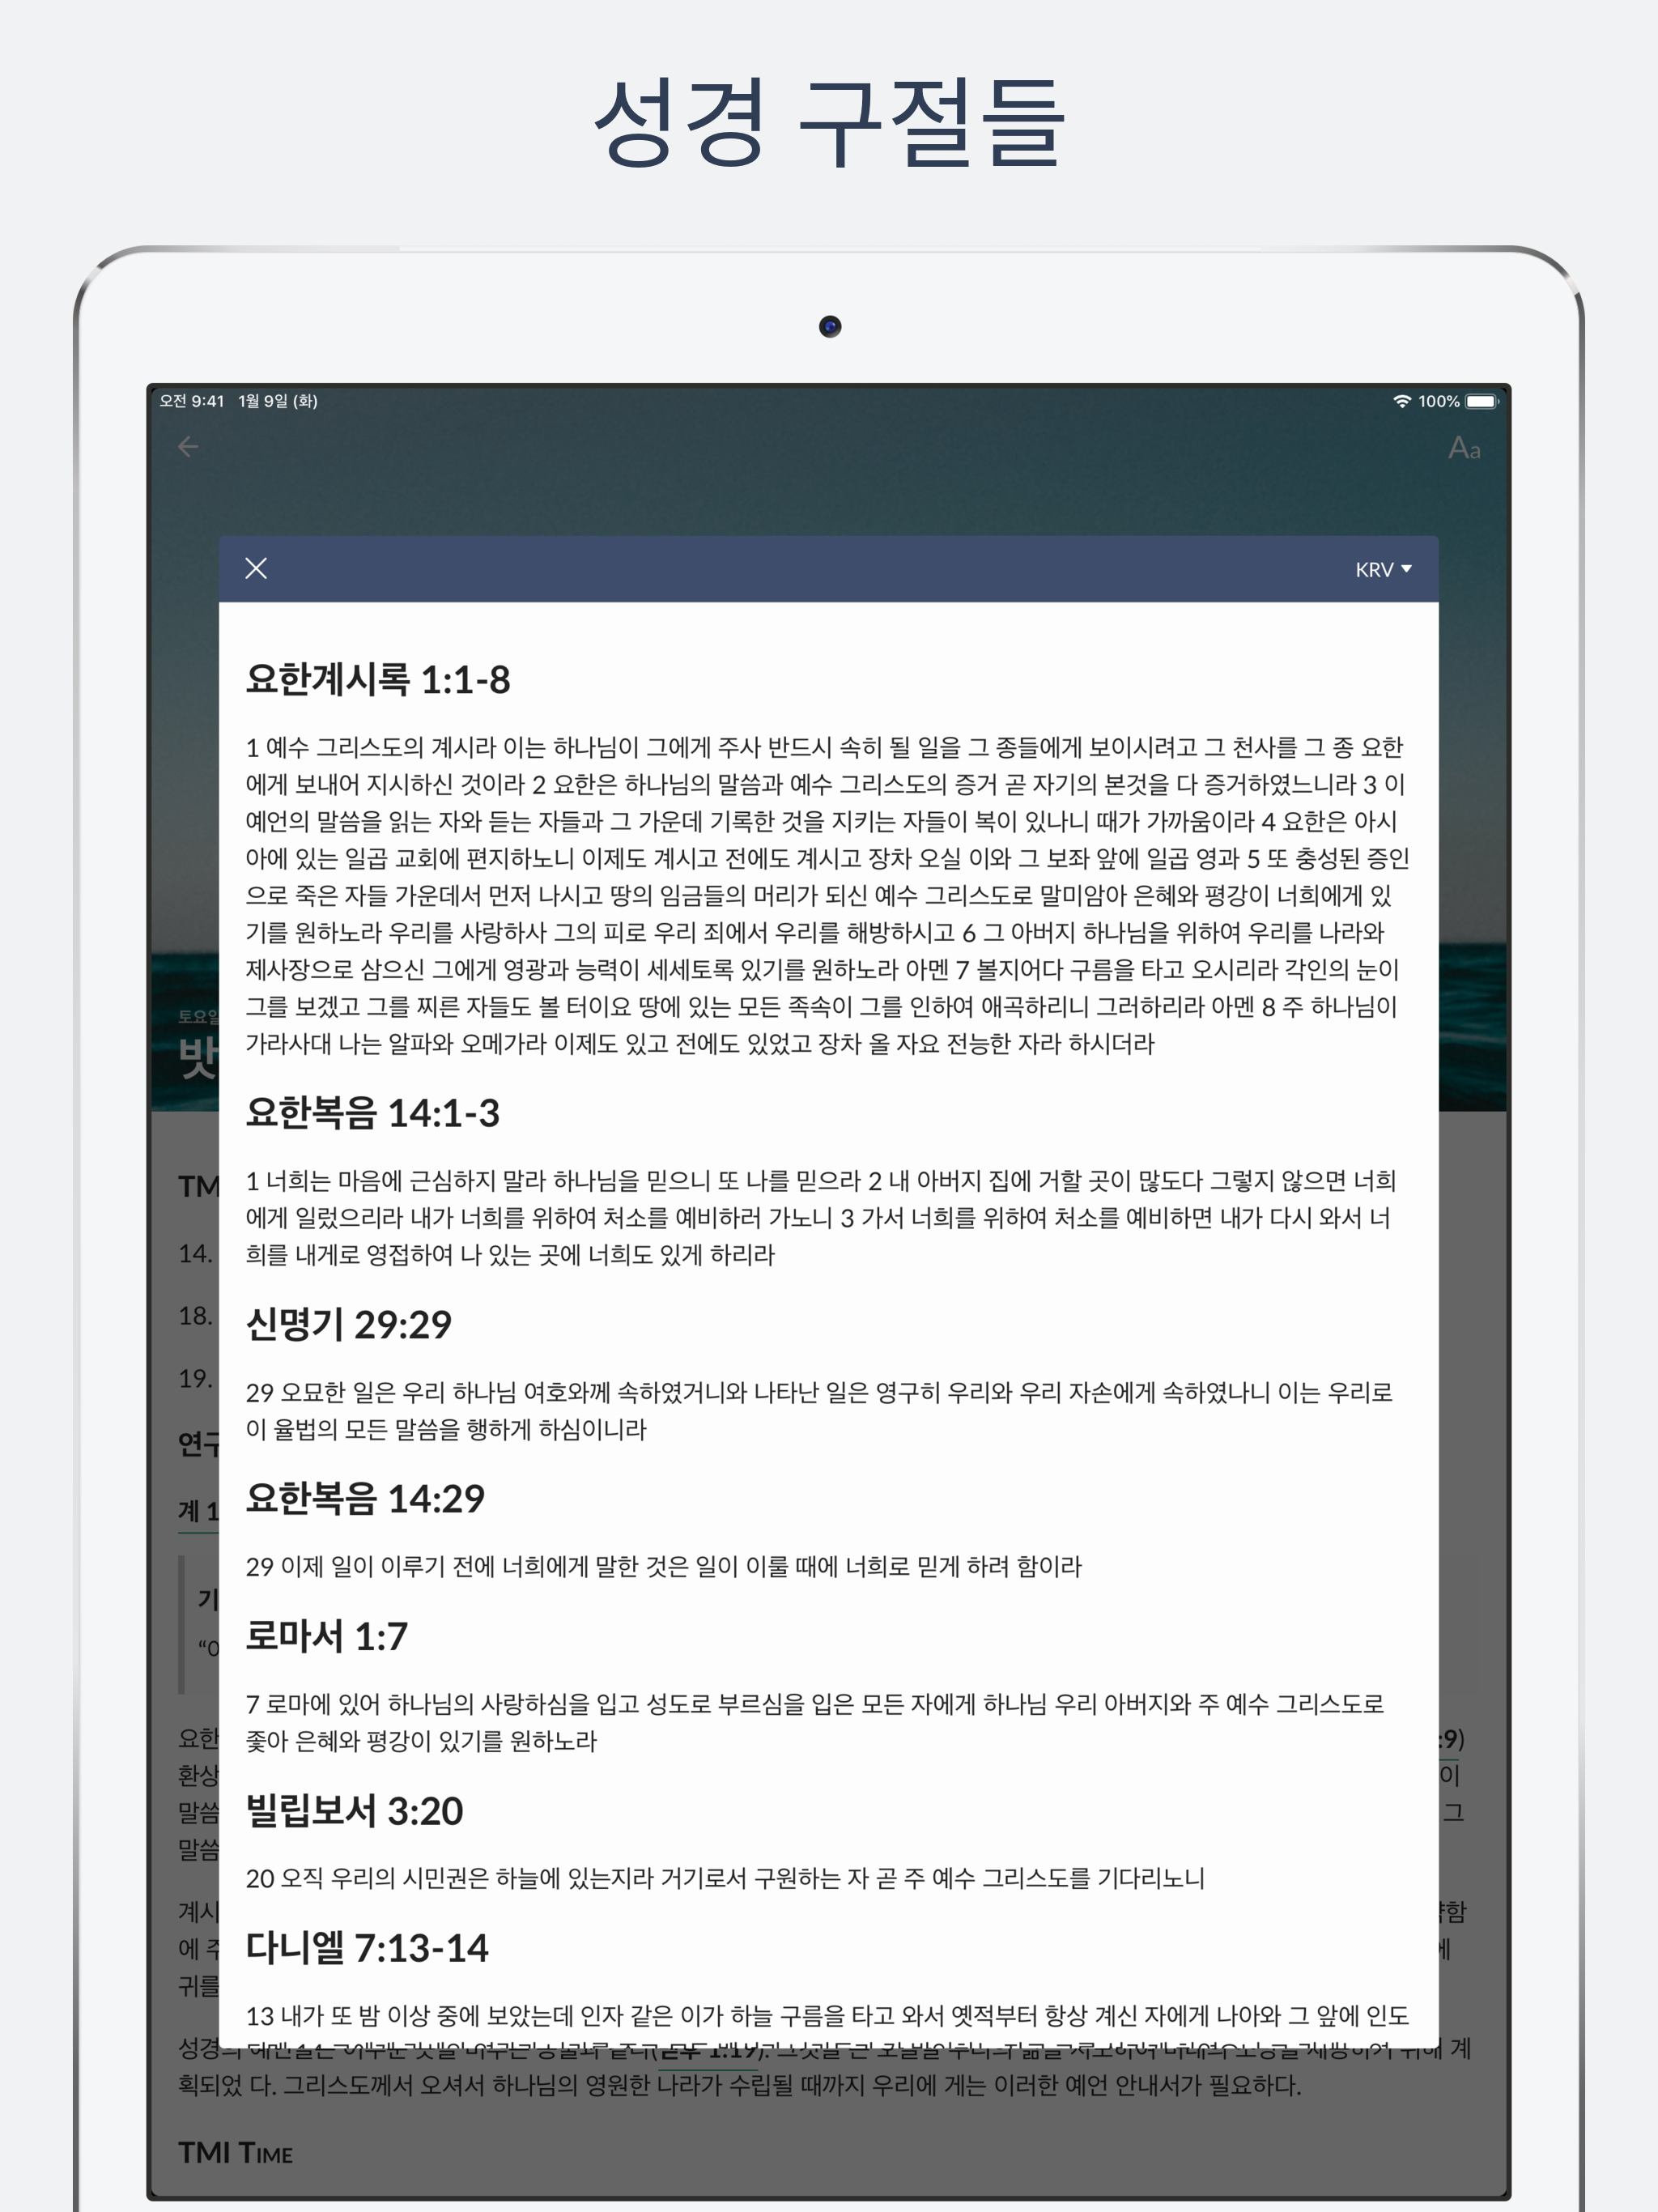 성경 구절들
오전 9:41 1월 9일 (화)
100%
Aa
KRV
요한계시록 1:1-8
1 예수 그리스도의 계시라 이는 하나님이 그에게 주사 반드시 속히 될 일을 그 종들에게 보이시려고 그 천사를 그 종 요한
에게 보내어 지시하신 것이라 2 요한은 하나님의 말씀과 예수 그리스도의 증거 곧 자기의 본것을 다 증거하였느니라 3 이
예언의 말씀을 읽는 자와 듣는 자들과 그 가운데 기록한 것을 지키는 자들이 복이 있나니 때가 가까움이라 4 요한은 아시
아에 있는 일곱 교회에 편지하노니 이제도 계시고 전에도 계시고 장차 오실 이와 그 보좌 앞에 일곱 영과 5 또 충성된 증인
으로 죽은 자들 가운데서 먼저 나시고 땅의 임금들의 머리가 되신 예수 그리스도로 말미암아 은혜와 평강이 너희에게 있
기를 원하노라 우리를 사랑하사 그의 피로 우리 죄에서 우리를 해방하시고 6 그 아버지 하나님을 위하여 우리를 나라와
제사장으로 삼으신 그에게 영광과 능력이 세세토록 있기를 원하노라 아멘 7 볼지어다 구름을 타고 오시리라 각인의 눈이
그를 보겠고 그를 찌른 자들도 볼 터이요 땅에 있는 모든 족속이 그를 인하여 애곡하리니 그러하리라 아멘 8 주 하나님이
가라사대 나는 알파와 오메가라 이제도 있고 전에도 있었고 장차 올 자요 전능한 자라 하시더라
요한복음 14:1-3
1 너희는 마음에 근심하지 말라 하나님을 믿으니 또 나를 믿으라 2 내 아버지 집에 거할 곳이 많도다 그렇지 않으면 너희
에게 일렀으리라 내가 너희를 위하여 처소를 예비하러 가노니 3 가서 너희를 위하여 처소를 예비하면 내가 다시 와서 너
희를 내게로 영접하여 나 있는 곳에 너희도 있게 하리라
신명기 29:29
29 오묘한 일은 우리 하나님 여호와께 속하였거니와 나타난 일은 영구히 우리와 우리 자손에게 속하였나니 이는 우리로
이 율법의 모든 말씀을 행하게 하심이니라
요한복음 14:29
29 이제 일이 이루기 전에 너희에게 말한 것은 일이 이룰 때에 너희로 믿게 하려 함이라
로마서 1:7
7 로마에 있어 하나님의 사랑하심을 입고 성도로 부르심을 입은 모든 자에게 하나님 우리 아버지와 주 예수 그리스도로
좇아 은혜와 평강이 있기를 원하노라
빌립보서 3:20
20 오직 우리의 시민권은 하늘에 있는지라 거기로서 구원하는 자 곧 주 예수 그리스도를 기다리노니
다니엘 7:13-14
13 내가 또 밤 이상 중에 보았는데 인자 같은 이가 하늘 구름을 타고 와서 옛적부터 항상 계신 자에게 나아와 그 앞에 인도
토요일
밧
TM
14.
18.
19.
연구
계 1
기
요한
:9)
환상
이
말씀
그
말씀
계시
에 주
귀를
성경
계
획되었 다. 그리스도께서 오셔서 하나님의 영원한 나라가 수립될 때까지 우리에 게는 이러한 예언 안내서가 필요하다.
TMI TIME